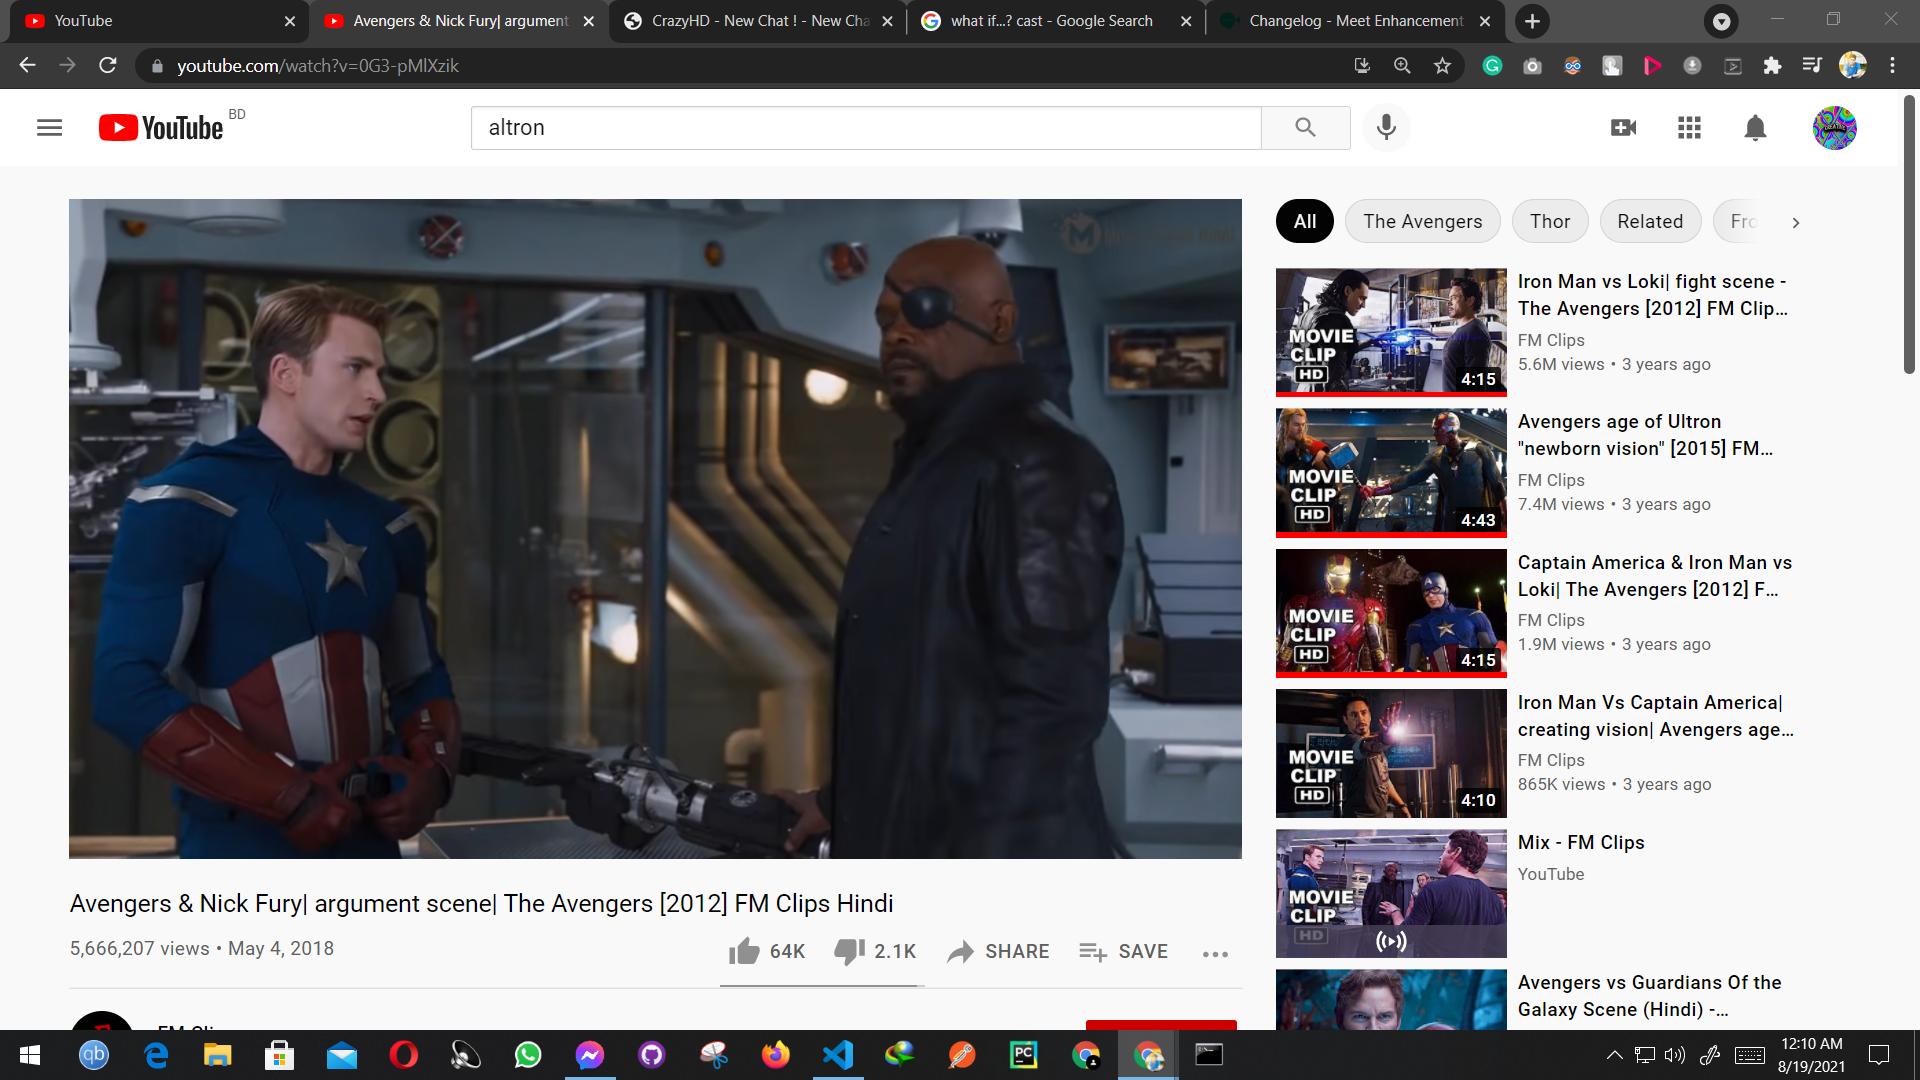 YouTube
Avengers & Nick Fury| argument
CrazyHD - New Chat ! - New Cha
what if...? cast - Google Search
Changelog - Meet Enhancement
youtube.com/watch?v=0G3-pMlXzik
YouTube BD
altron
All
The Avengers
Thor
Related
Fro
MOVIE
CLIP
HD
4:15
Iron Man vs Loki| fight scene -
The Avengers [2012] FM Clip...
FM Clips
5.6M views • 3 years ago
MOVIE
CLIP
HD
4:43
Avengers age of Ultron
"newborn vision" [2015] FM...
FM Clips
7.4M views • 3 years ago
MOVIE
CLIP
HD
4:15
Captain America & Iron Man vs
Loki| The Avengers [2012] F...
FM Clips
1.9M views • 3 years ago
MOVIE
CLIP
HD
4:10
Iron Man Vs Captain America|
creating vision| Avengers age...
FM Clips
865K views • 3 years ago
MOVIE
CLIP
HD
Mix - FM Clips
YouTube
Avengers vs Guardians Of the
Galaxy Scene (Hindi) -...
Avengers & Nick Fury| argument scene| The Avengers [2012] FM Clips Hindi
5,666,207 views • May 4, 2018
64K
2.1K
SHARE
SAVE
qb
PC
12:10 AM
8/19/2021